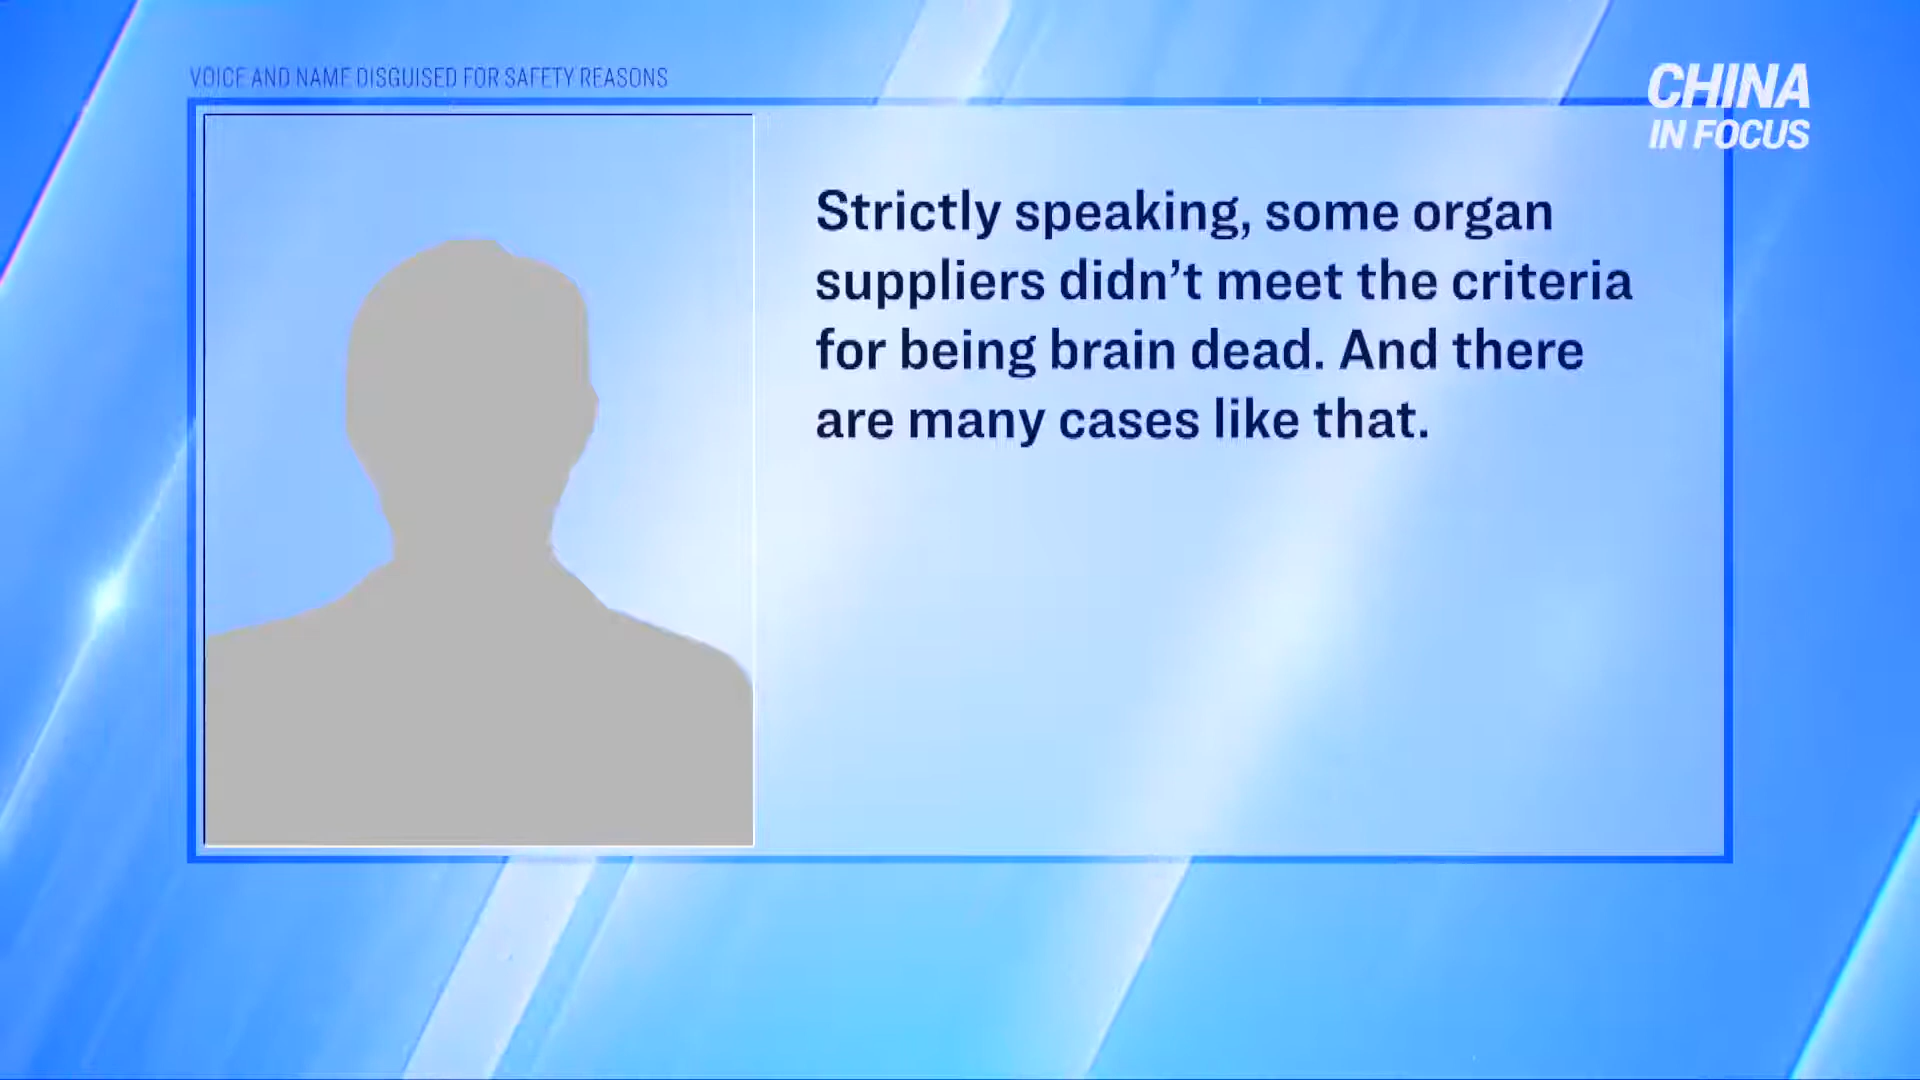 VOICE AND NAME DISGUISED FOR SAFETY REASONS
CHINA
IN FOCUS
Strictly speaking, some organ
suppliers didn’t meet the criteria
for being brain dead. And there
are many cases like that.